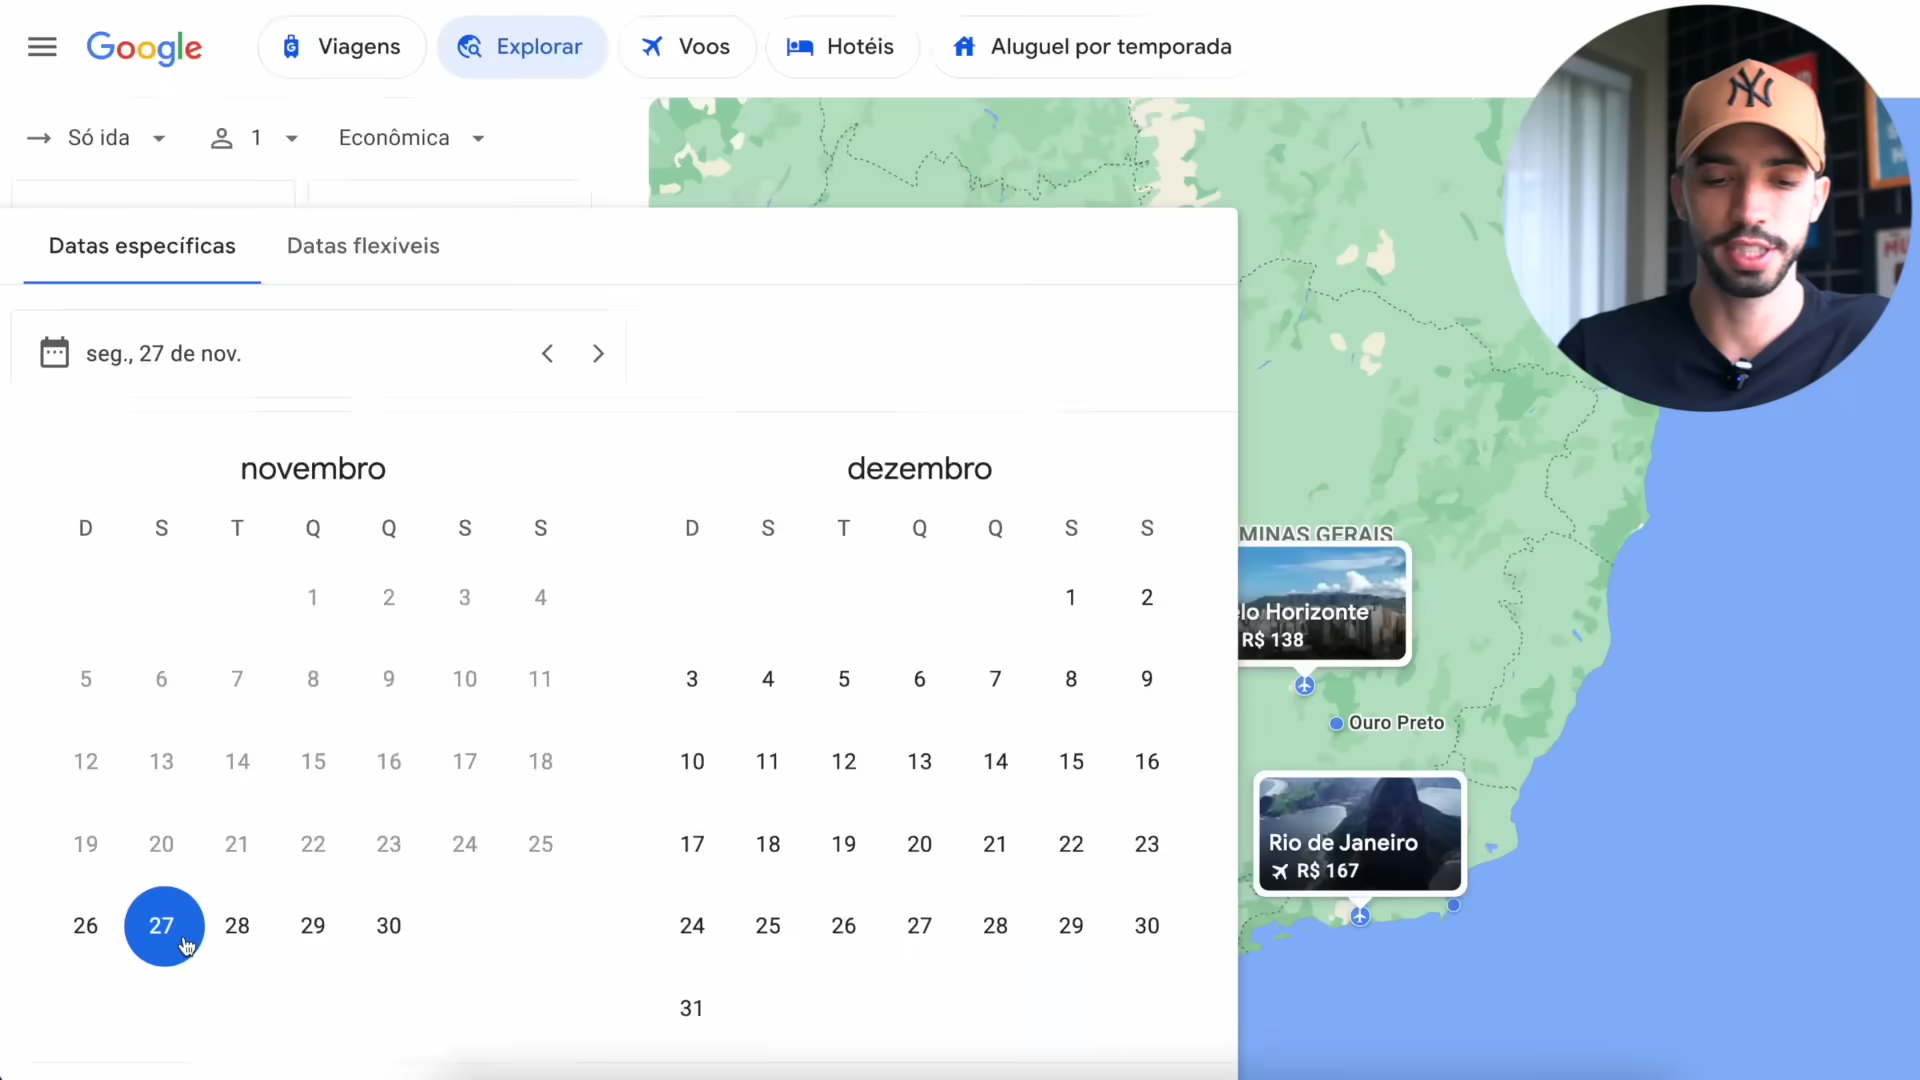 Google
Viagens
Explorar
Voos
Hotéis
Aluguel por temporada
Só ida
1
Econômica
Datas específicas
Datas flexíveis
seg., 27 de nov.
novembro
D S T Q Q S S
1 2 3 4
5 6 7 8 9 10 11
12 13 14 15 16 17 18
19 20 21 22 23 24 25
26 27 28 29 30
dezembro
D S T Q Q S S
1 2
3 4 5 6 7 8 9
10 11 12 13 14 15 16
17 18 19 20 21 22 23
24 25 26 27 28 29 30
31
MINAS GERAIS
lo Horizonte
R$ 138
Ouro Preto
Rio de Janeiro
R$ 167
NY